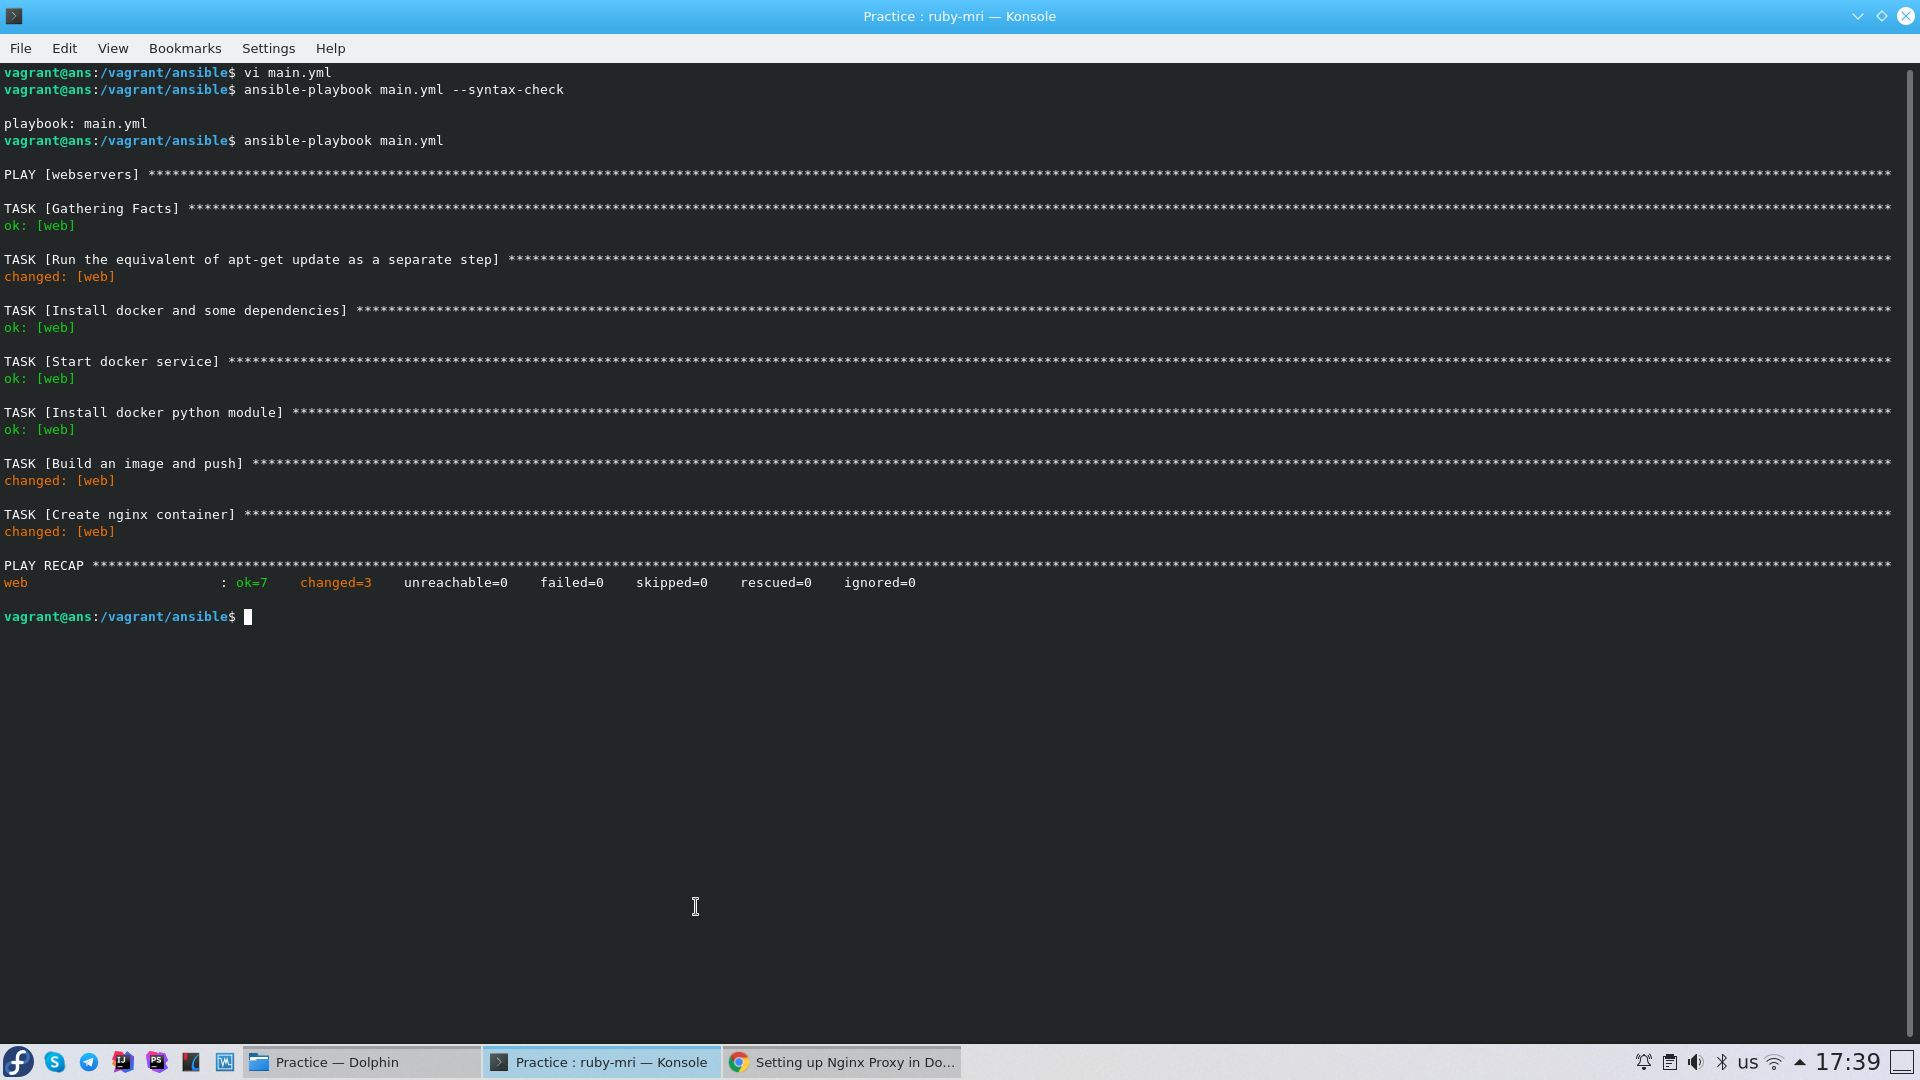 Practice : ruby-mri — Konsole
File Edit View Bookmarks Settings Help
vagrant@ans:/vagrant/ansible$ vi main.yml
vagrant@ans:/vagrant/ansible$ ansible-playbook main.yml --syntax-check
playbook: main.yml
vagrant@ans:/vagrant/ansible$ ansible-playbook main.yml
PLAY [webservers] ****************************************************************
TASK [Gathering Facts] ****************************************************************
ok: [web]
TASK [Run the equivalent of apt-get update as a separate step] ****************************************************************
changed: [web]
TASK [Install docker and some dependencies] ****************************************************************
ok: [web]
TASK [Start docker service] ****************************************************************
ok: [web]
TASK [Install docker python module] ****************************************************************
ok: [web]
TASK [Build an image and push] ****************************************************************
changed: [web]
TASK [Create nginx container] ****************************************************************
changed: [web]
PLAY RECAP ****************************************************************
web : ok=7 changed=3 unreachable=0 failed=0 skipped=0 rescued=0 ignored=0
vagrant@ans:/vagrant/ansible$
Practice — Dolphin Practice : ruby-mri — Konsole Setting up Nginx Proxy in Do... us 17:39